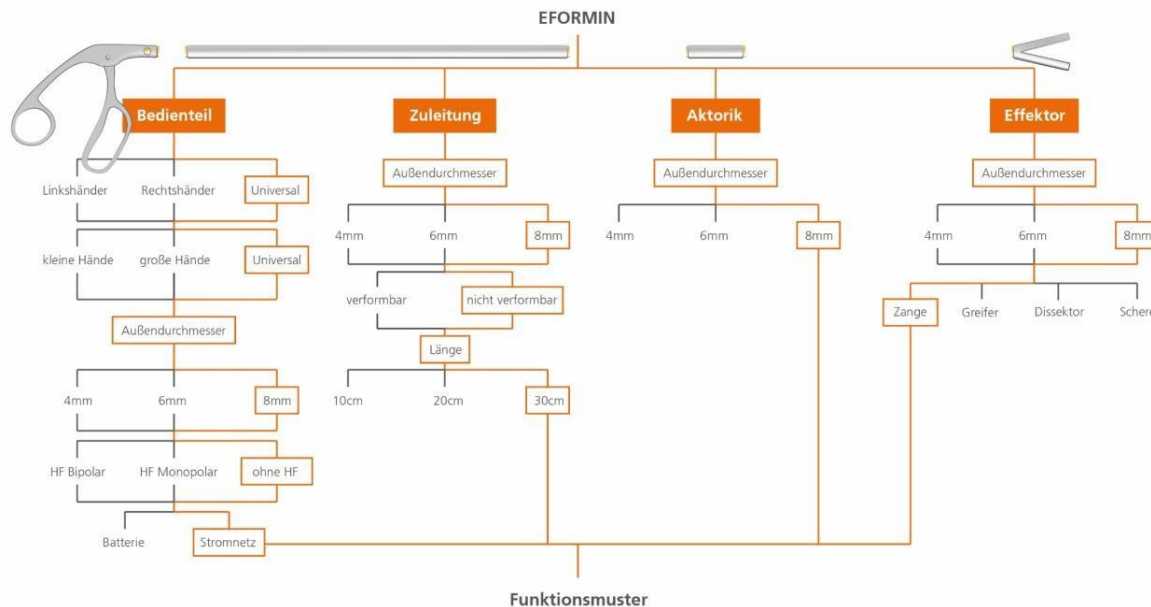 EFORMIN
Bedienteil
Zuleitung
Aktorik
Effektor
Linkshänder
Rechtshänder
Universal
kleine Hände
große Hände
Universal
Außendurchmesser
4mm
6mm
8mm
HF Bipolar
HF Monopolar
ohne HF
Batterie
Stromnetz
Außendurchmesser
4mm
6mm
8mm
verformbar
nicht verformbar
Länge
10cm
20cm
30cm
Außendurchmesser
4mm
6mm
8mm
Außendurchmesser
4mm
6mm
8mm
Zange
Greifer
Dissektor
Schere
Funktionsmuster